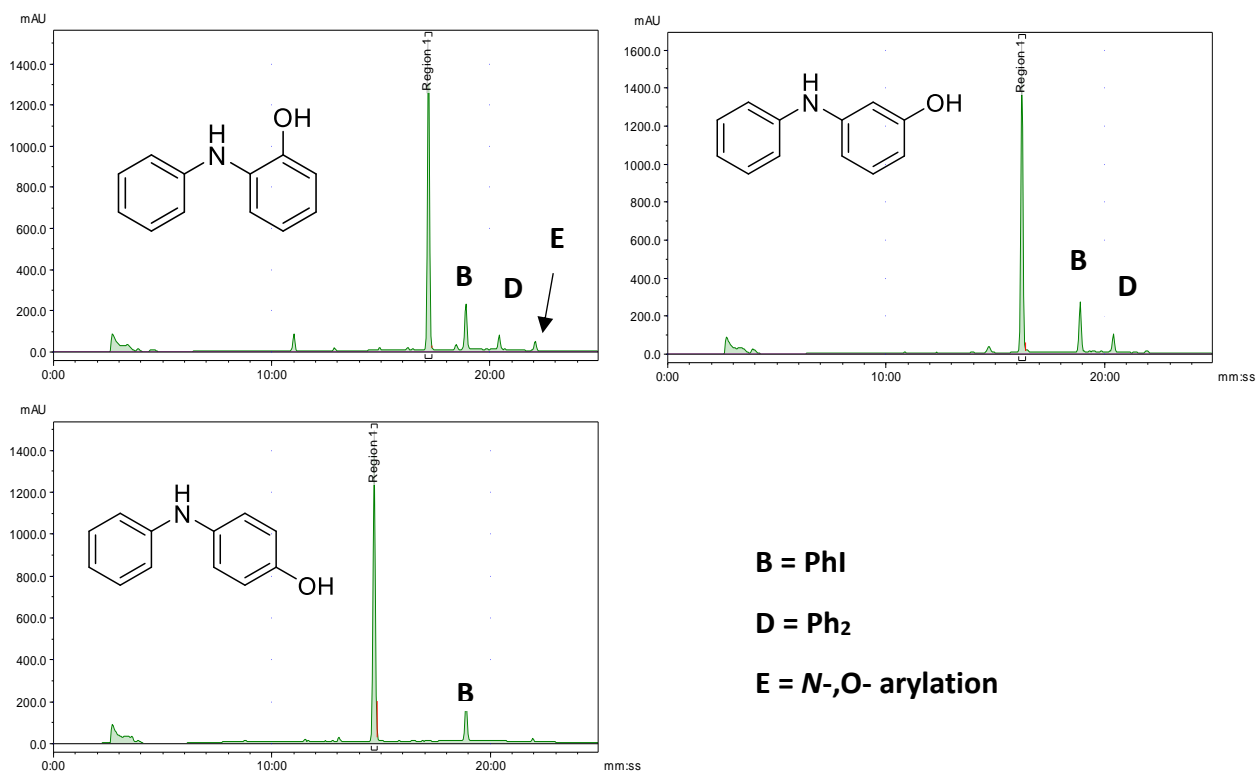 mAU
1400.0
1200.0
1000.0
800.0
600.0
400.0
200.0
0.0
0:00
10:00
20:00
Region 1
H
N
OH
B
D
E
mAU
1600.0
1400.0
1200.0
1000.0
800.0
600.0
400.0
200.0
0.0
0:00
10:00
20:00
mm:ss
Region 1
H
N
OH
B
D
mAU
1400.0
1200.0
1000.0
800.0
600.0
400.0
200.0
0.0
0:00
10:00
20:00
mm:ss
Region 1
H
N
OH
B
B = PhI
D = Ph₂
E = N-,O- arylation